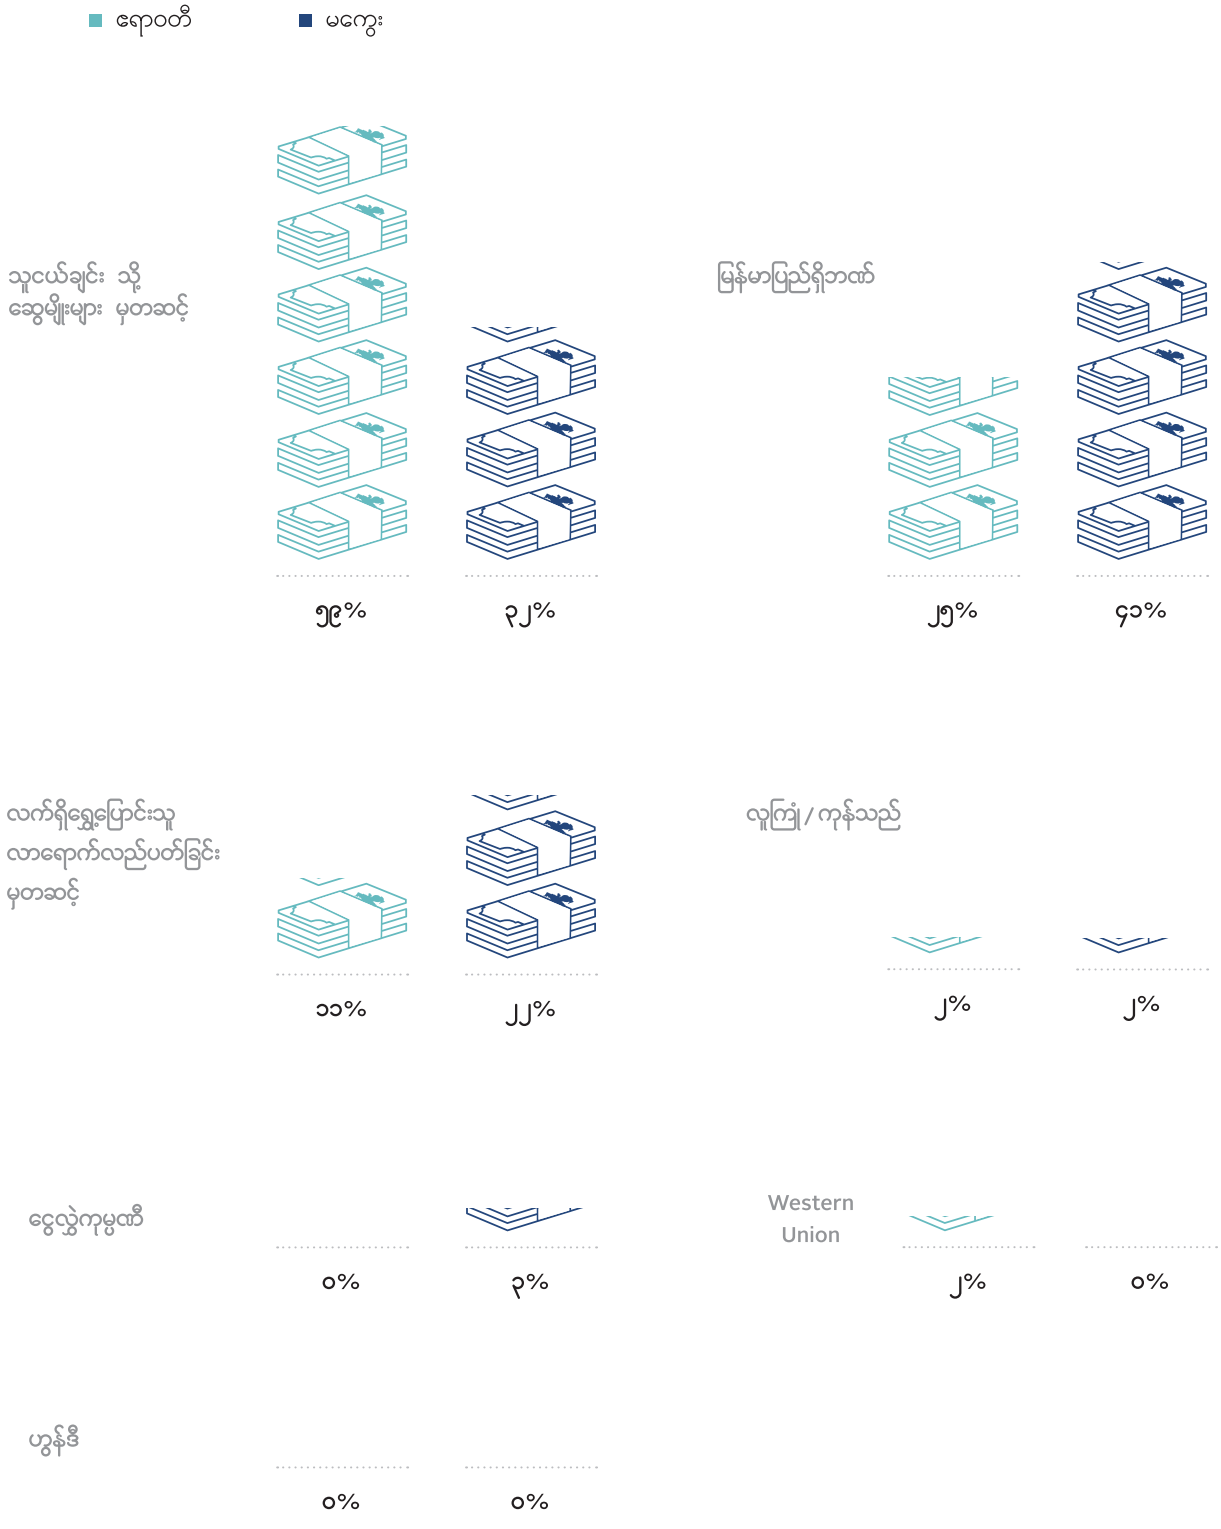 ဧရာဝတီ မကွေး
သူငယ်ချင်း သို့
ဆွေမျိုးများ မှတဆင့်
၅၉% ၃၂%
မြန်မာပြည်ရှိဘဏ်
၂၅% ၄၁%
လက်ရှိရွှေ့ပြောင်းသူ
လာရောက်လည်ပတ်ခြင်း
မှတဆင့်
၁၁% ၂၂%
လူကြုံ / ကုန်သည်
၂% ၂%
ငွေလွှဲကုမ္ပဏီ
၀% ၃%
Western
Union
၂% ၀%
ဟွန်ဒီ
၀% ၀%